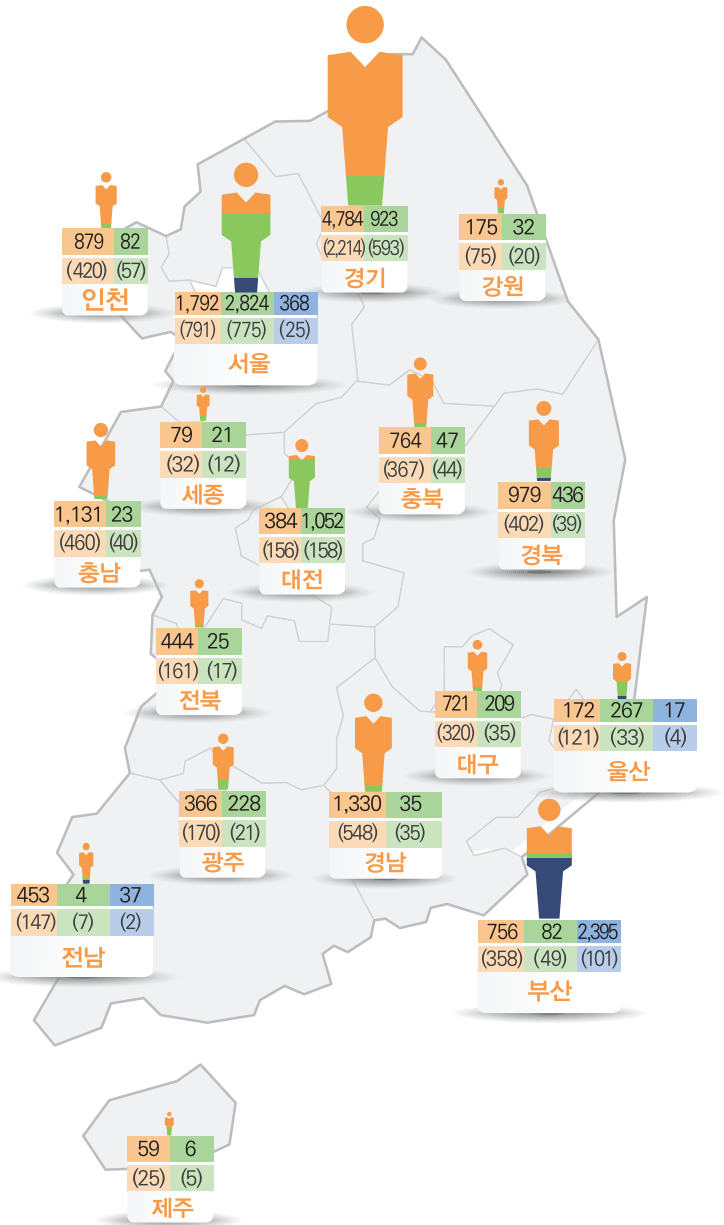 4,784 923
(2,214) (593)
경기
175 32
(75) (20)
강원
879 82
(420) (57)
인천
1,792 2,824 368
(791) (775) (25)
서울
79 21
(32) (12)
세종
764 47
(367) (44)
충북
979 436
(402) (39)
경북
1,131 23
(460) (40)
충남
384 1,052
(156) (158)
대전
444 25
(161) (17)
전북
721 209
(320) (35)
대구
172 267 17
(121) (33) (4)
울산
366 228
(170) (21)
광주
1,330 35
(548) (35)
경남
453 4 37
(147) (7) (2)
전남
756 82 2,395
(358) (49) (101)
부산
59 6
(25) (5)
제주